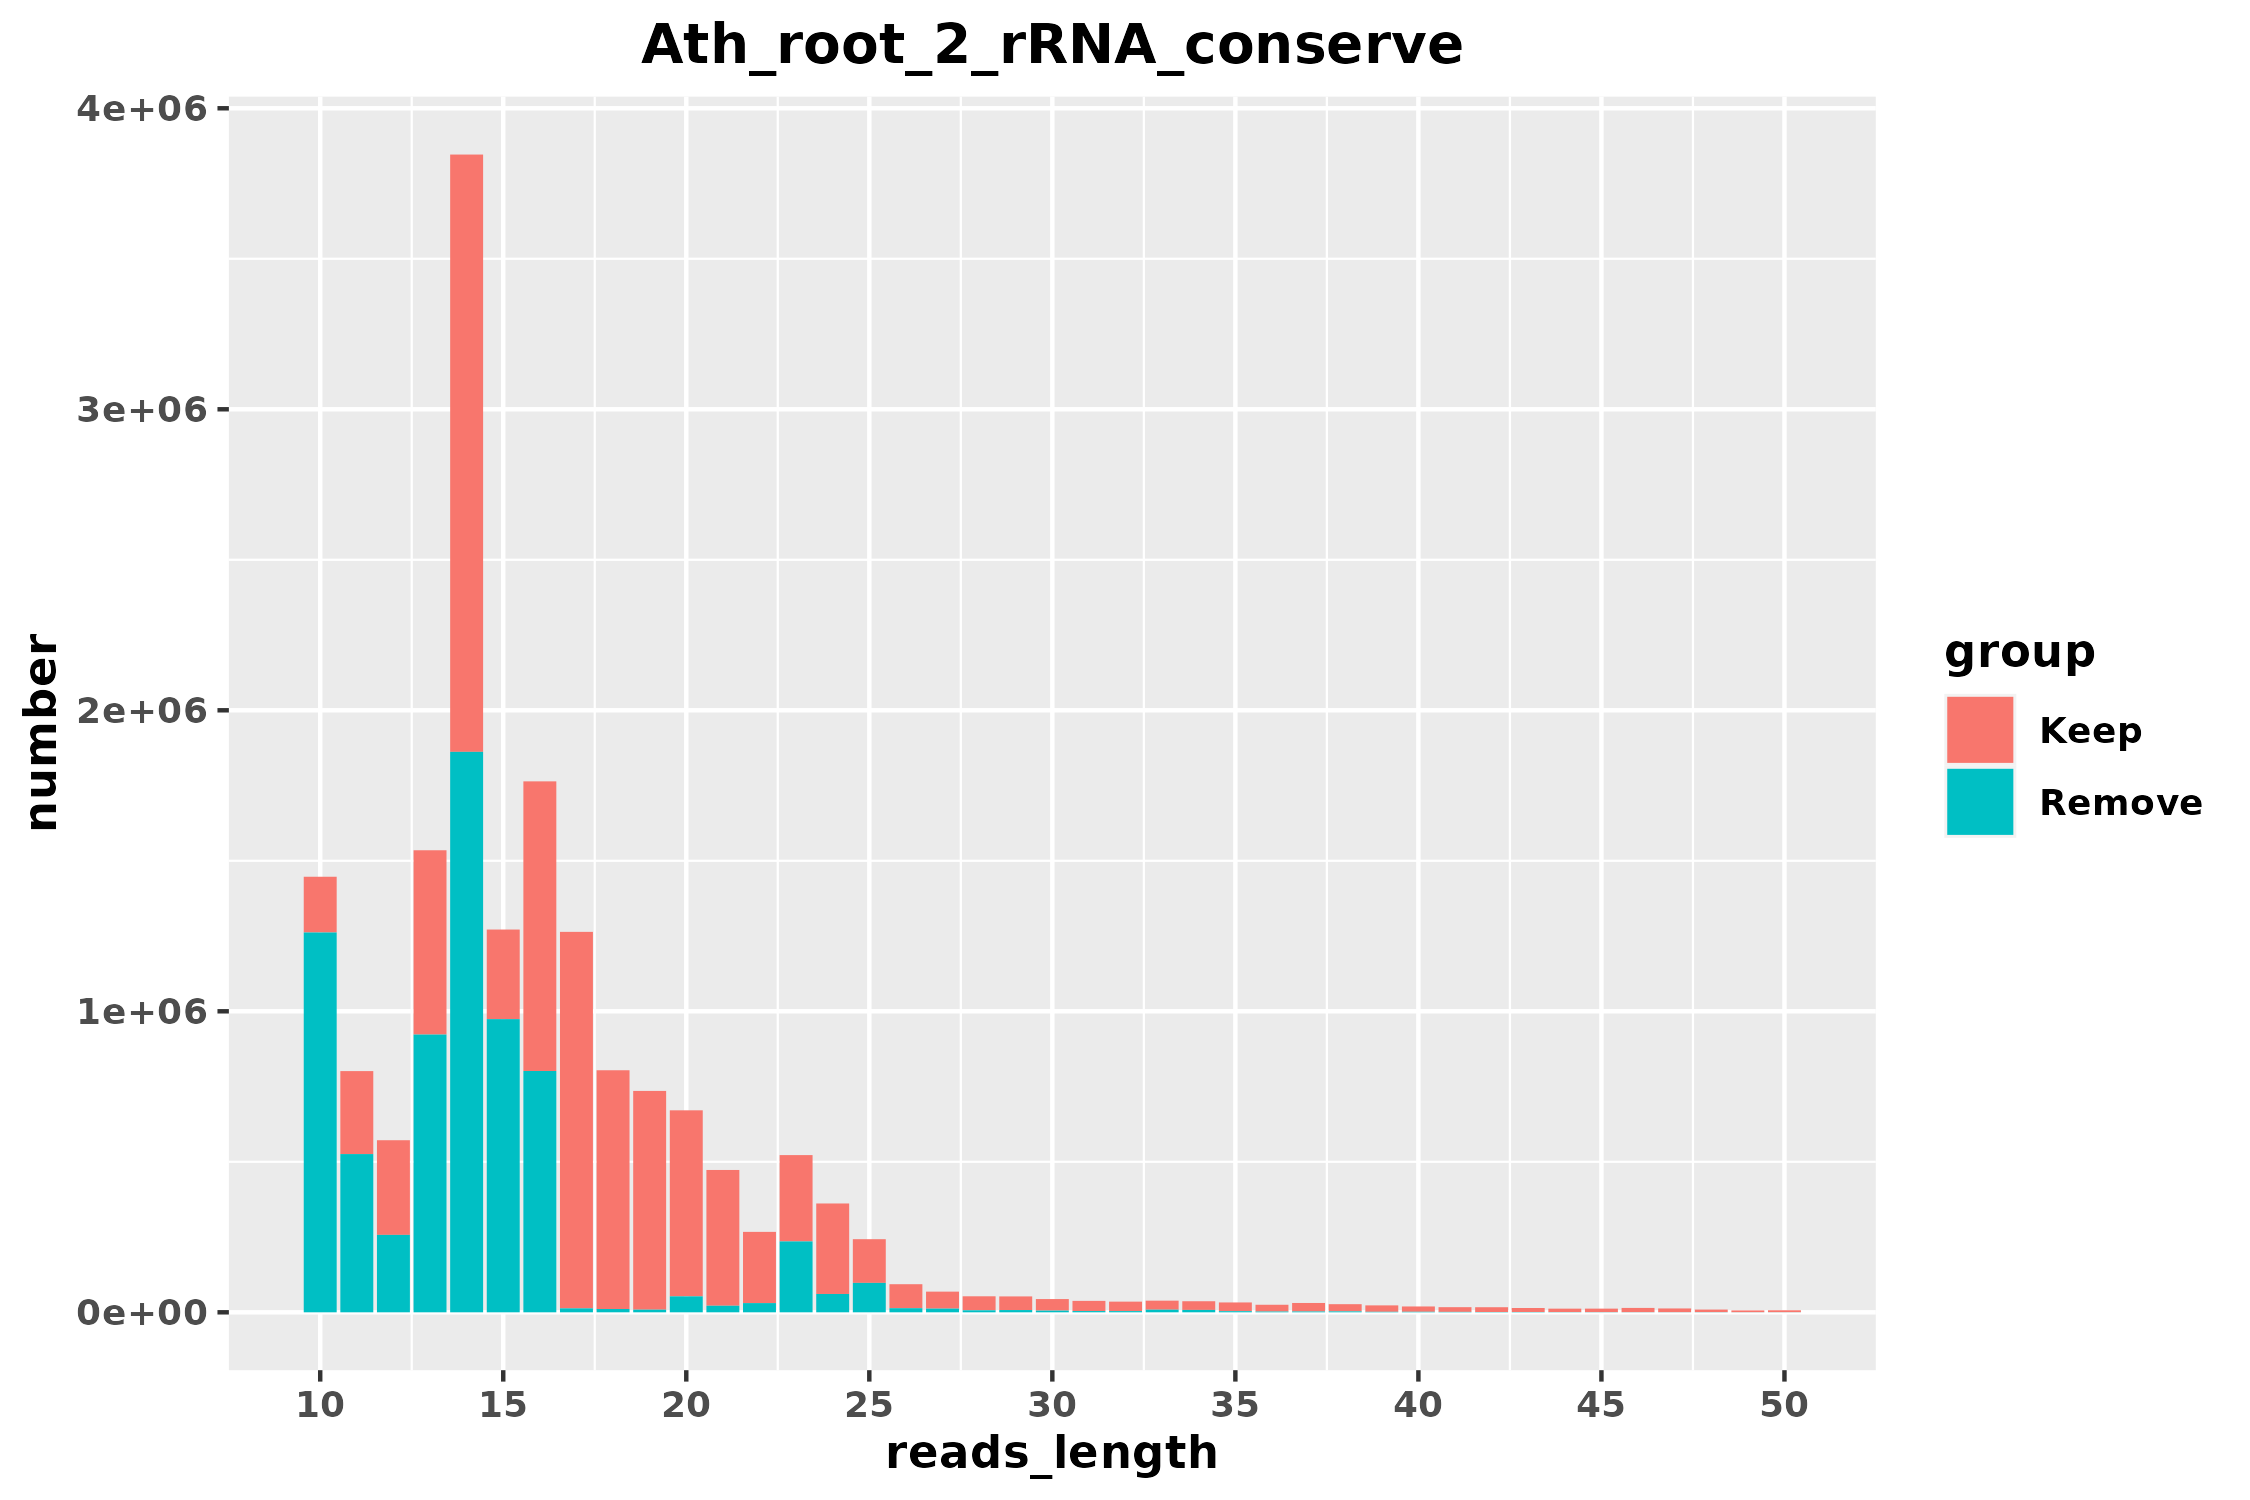 Ath_root_2_rRNA_conserve
4e+06
3e+06
2e+06
1e+06
0e+00
number
10 15 20 25 30 35 40 45 50
reads_length
group
Keep
Remove